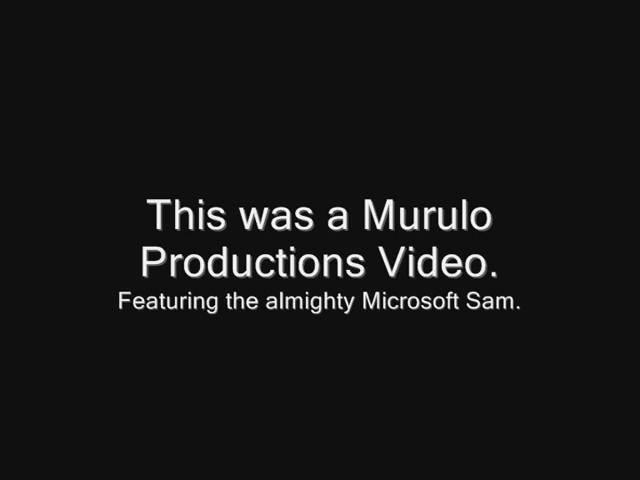 This was a Murulo
Productions Video.
Featuring the almighty Microsoft Sam.